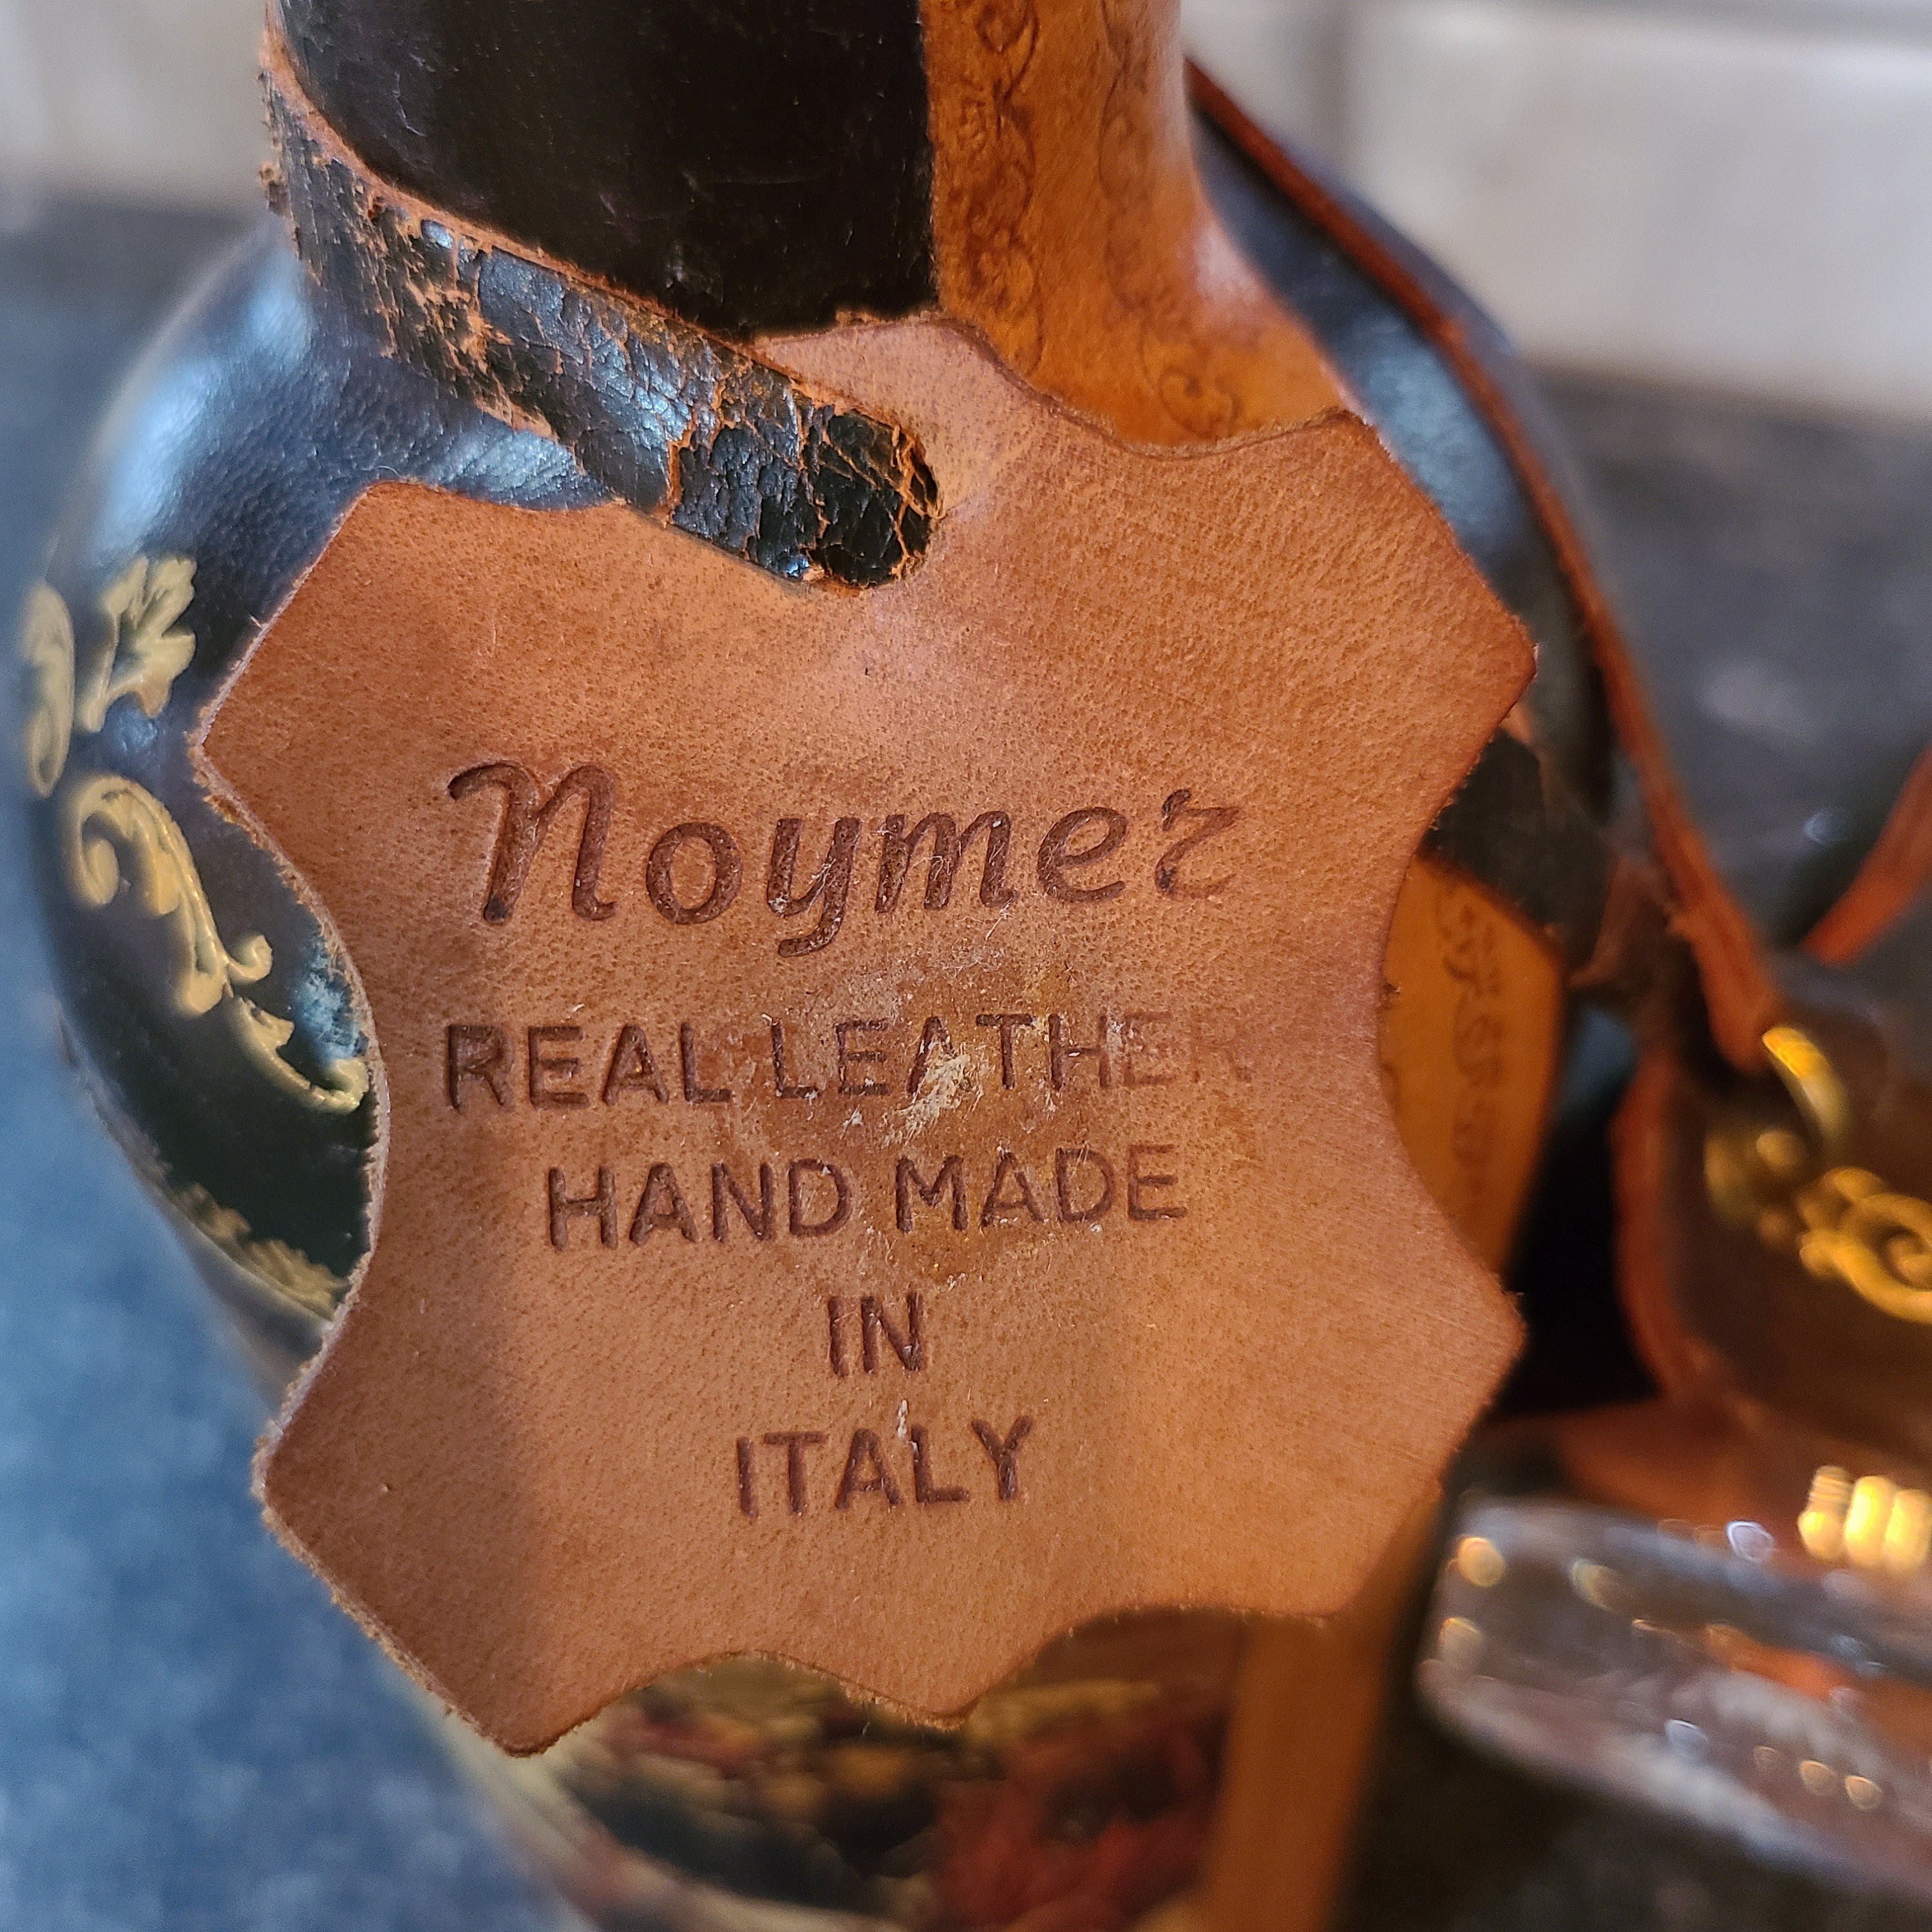 Noymer
REAL LEATHER
HAND MADE
IN
ITALY